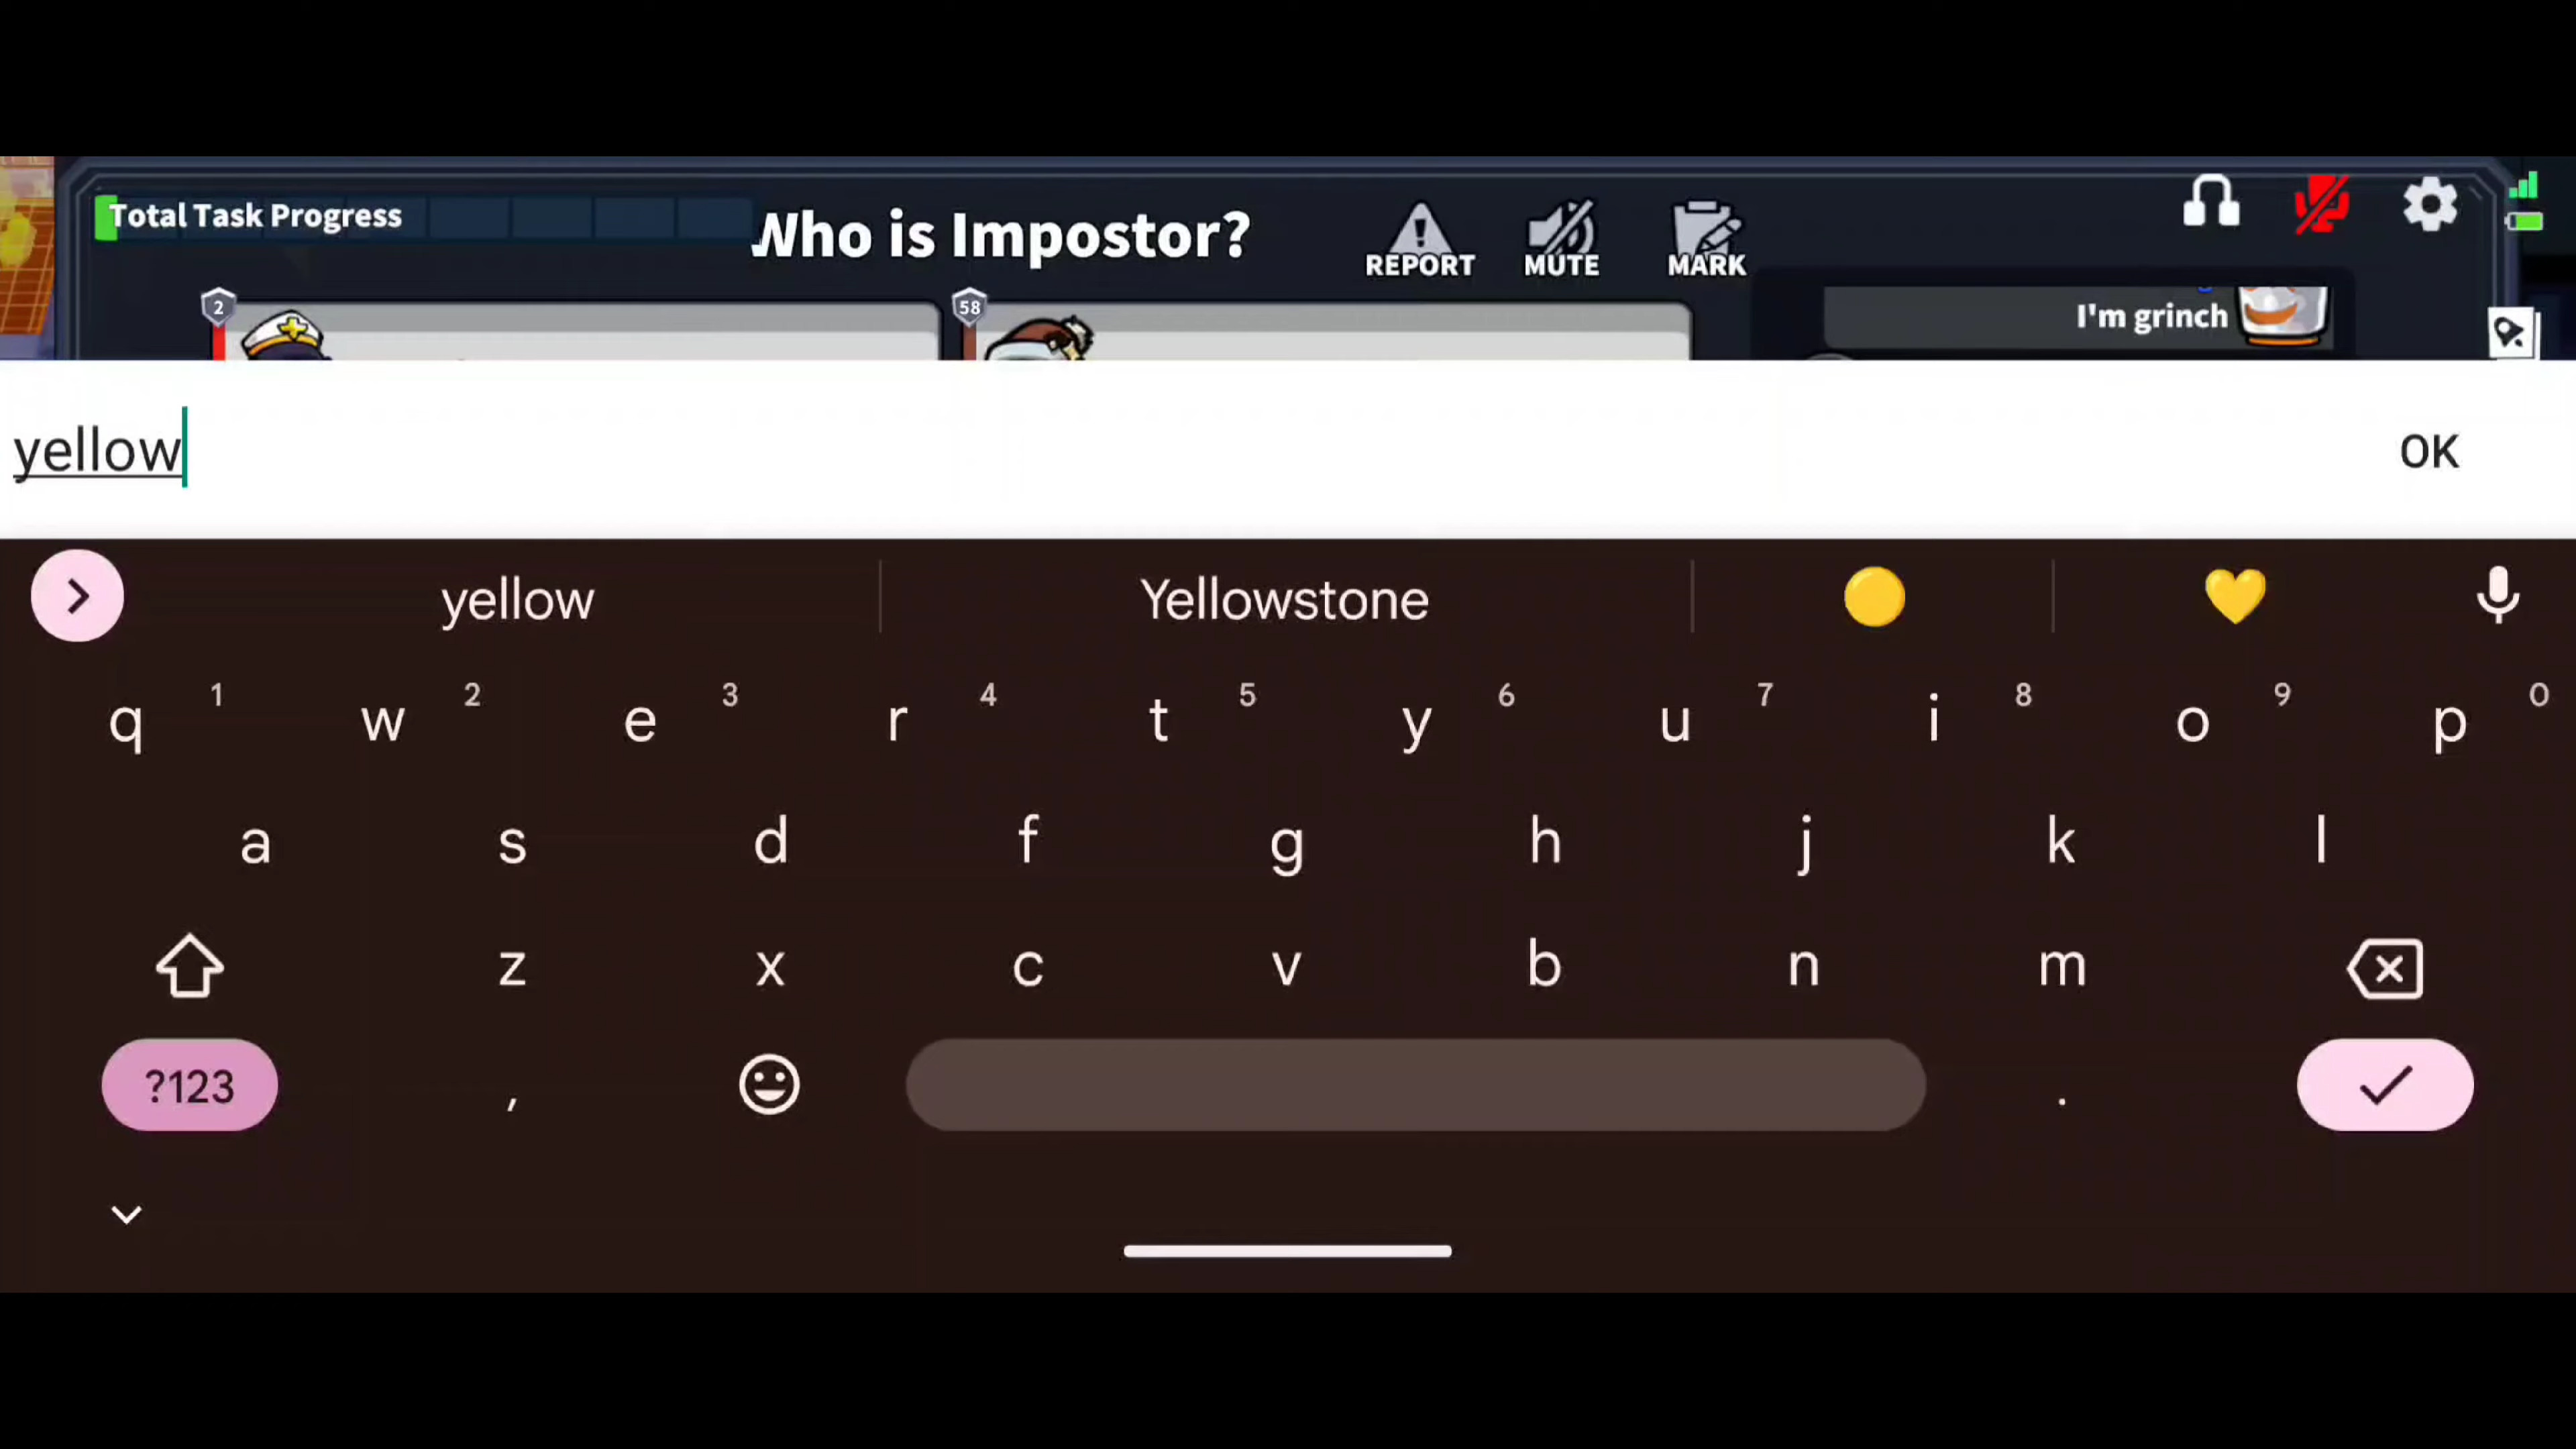 Total Task Progress
Who is Impostor?
REPORT
MUTE
MARK
2
58
I'm grinch
yellow
OK
yellow
Yellowstone
q 1 w 2 e 3 r 4 t 5 y 6 u 7 i 8 o 9 p 0
a s d f g h j k l
z x c v b n m
?123 , .